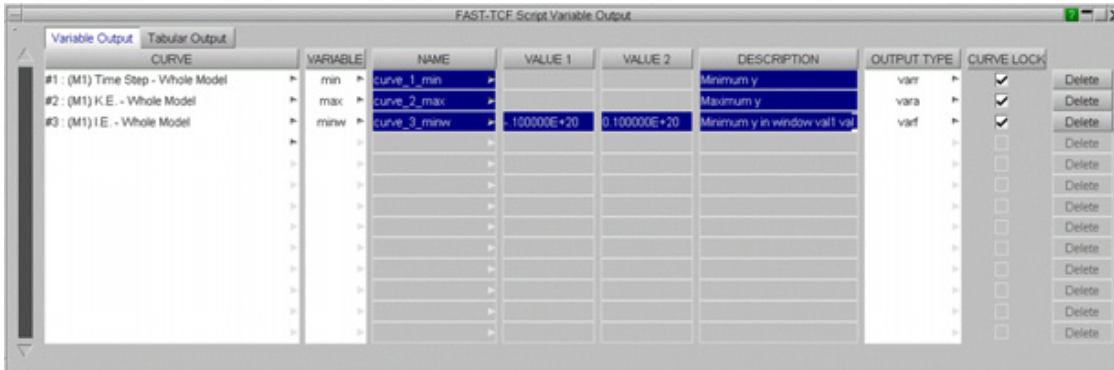 FAST-TCF Script Variable Output
Variable Output Tabular Output
CURVE VARIABLE NAME VALUE 1 VALUE 2 DESCRIPTION OUTPUT TYPE CURVE LOCK
#1 : (M1) Time Step - Whole Model min curve_1_min Minimum y varr Delete
#2 : (M1) K.E. - Whole Model max curve_2_max Maximum y vara Delete
#3 : (M1) I.E. - Whole Model minw curve_3_minw -.100000E+20 0.100000E+20 Minimum y in window val1 val varf Delete
Delete
Delete
Delete
Delete
Delete
Delete
Delete
Delete
Delete
Delete